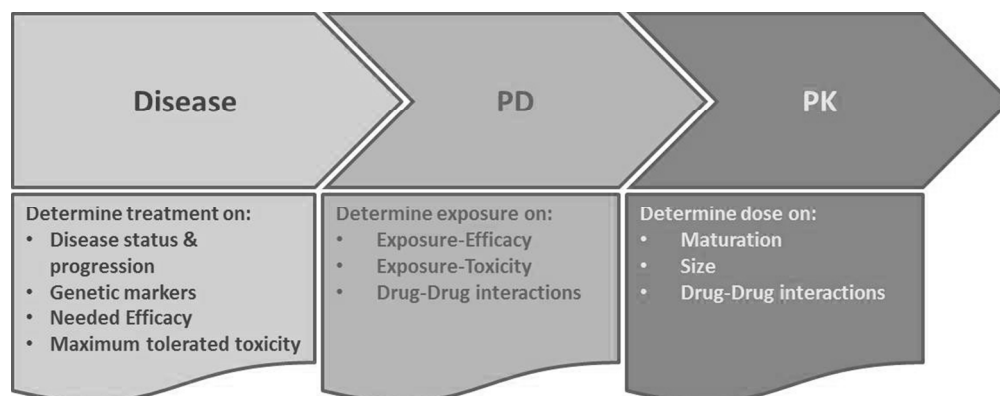 Disease
PD
PK
Determine treatment on:
• Disease status &
progression
• Genetic markers
• Needed Efficacy
• Maximum tolerated toxicity
Determine exposure on:
• Exposure-Efficacy
• Exposure-Toxicity
• Drug-Drug interactions
Determine dose on:
• Maturation
• Size
• Drug-Drug interactions